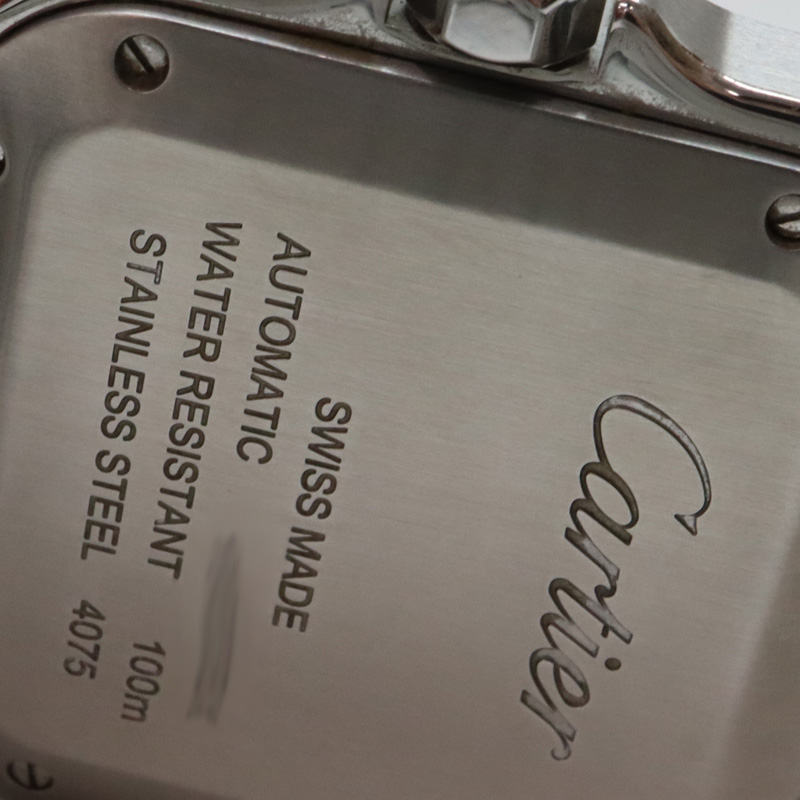 Cartier
SWISS MADE
AUTOMATIC
WATER RESISTANT 100m
STAINLESS STEEL 4075